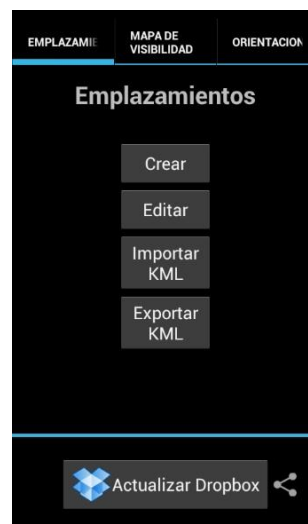 EMPLAZAMIE
MAPA DE
VISIBILIDAD
ORIENTACION
Emplazamientos
Crear
Editar
Importar
KML
Exportar
KML
Actualizar Dropbox